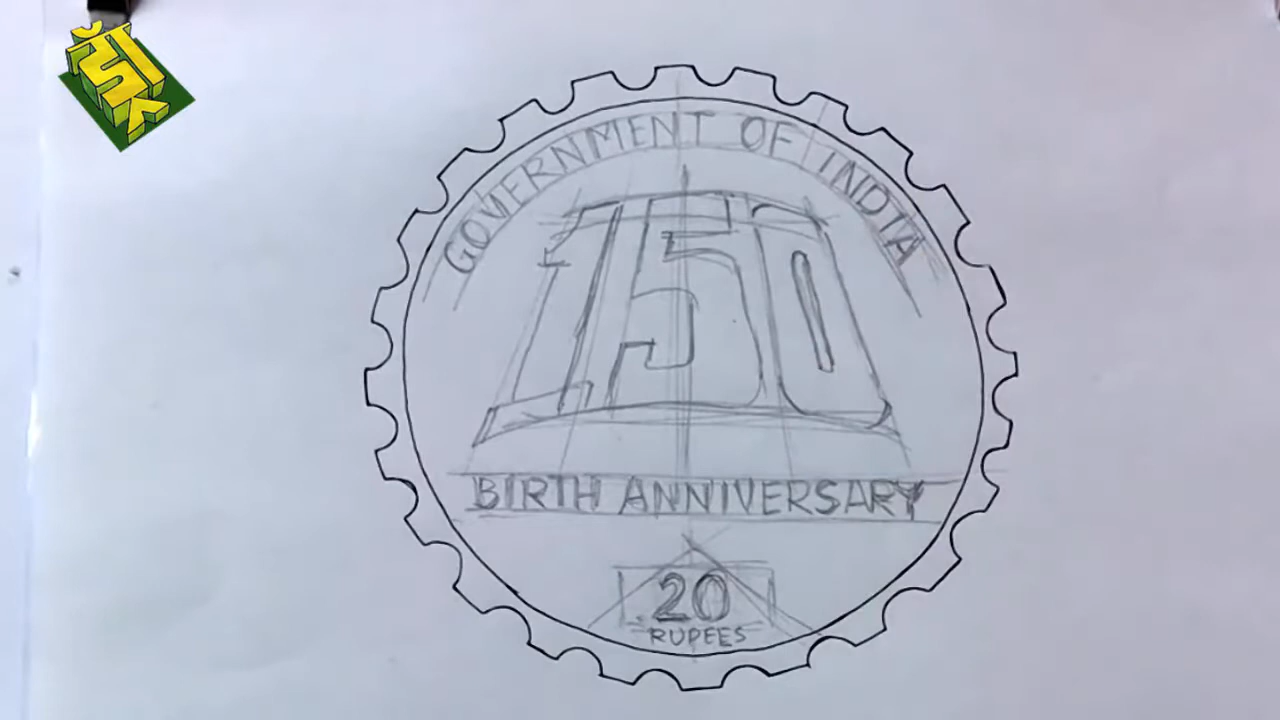 GOVERNMENT OF INDIA
150
BIRTH ANNIVERSARY
20
RUPEES